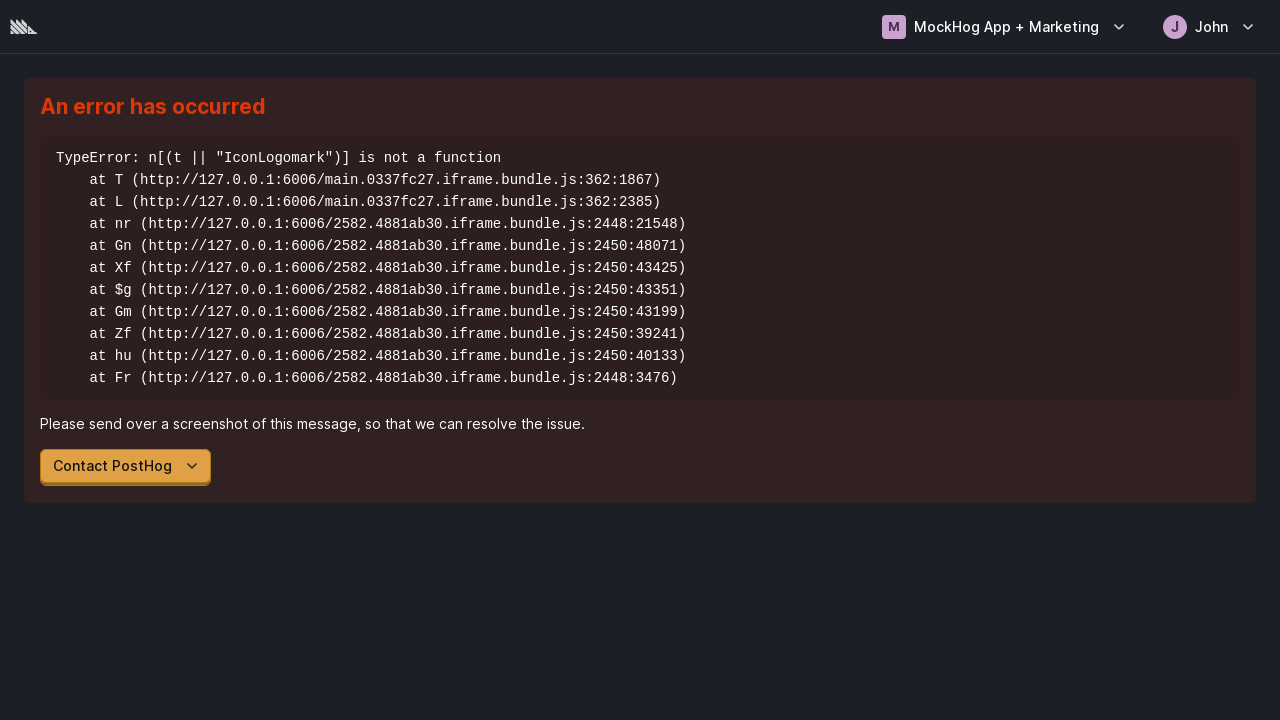 M MockHog App + Marketing J John
An error has occurred
TypeError: n[(t || "IconLogomark")] is not a function
at T (http://127.0.0.1:6006/main.0337fc27.iframe.bundle.js:362:1867)
at L (http://127.0.0.1:6006/main.0337fc27.iframe.bundle.js:362:2385)
at nr (http://127.0.0.1:6006/2582.4881ab30.iframe.bundle.js:2448:21548)
at Gn (http://127.0.0.1:6006/2582.4881ab30.iframe.bundle.js:2450:48071)
at Xf (http://127.0.0.1:6006/2582.4881ab30.iframe.bundle.js:2450:43425)
at $g (http://127.0.0.1:6006/2582.4881ab30.iframe.bundle.js:2450:43351)
at Gm (http://127.0.0.1:6006/2582.4881ab30.iframe.bundle.js:2450:43199)
at Zf (http://127.0.0.1:6006/2582.4881ab30.iframe.bundle.js:2450:39241)
at hu (http://127.0.0.1:6006/2582.4881ab30.iframe.bundle.js:2450:40133)
at Fr (http://127.0.0.1:6006/2582.4881ab30.iframe.bundle.js:2448:3476)
Please send over a screenshot of this message, so that we can resolve the issue.
Contact PostHog